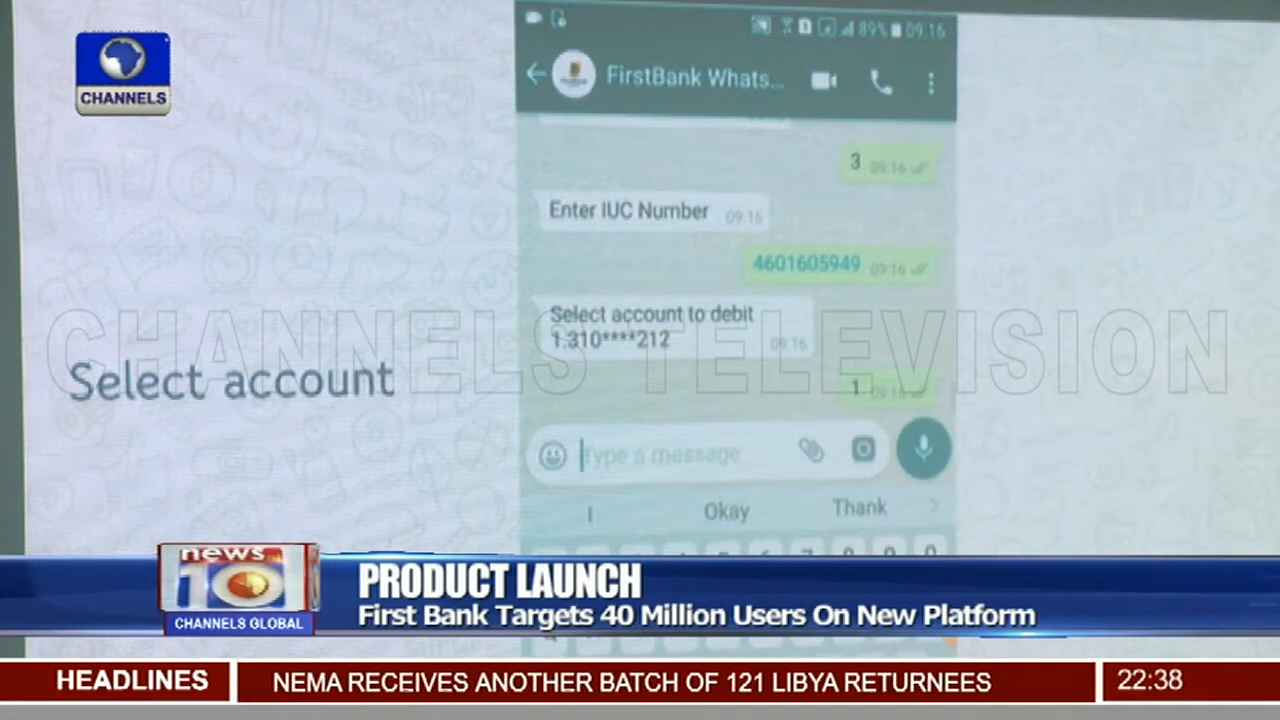 89% 09:16
CHANNELS
FirstBank Whats...
3 09:16
Enter IUC Number 09:16
4601605949 09:16
Select account to debit
1.310****212 09:16
CHANNELS TELEVISION
Select account
1 09:16
Type a message
I Okay Thank
news
10
CHANNELS GLOBAL
PRODUCT LAUNCH
First Bank Targets 40 Million Users On New Platform
HEADLINES NEMA RECEIVES ANOTHER BATCH OF 121 LIBYA RETURNEES 22:38